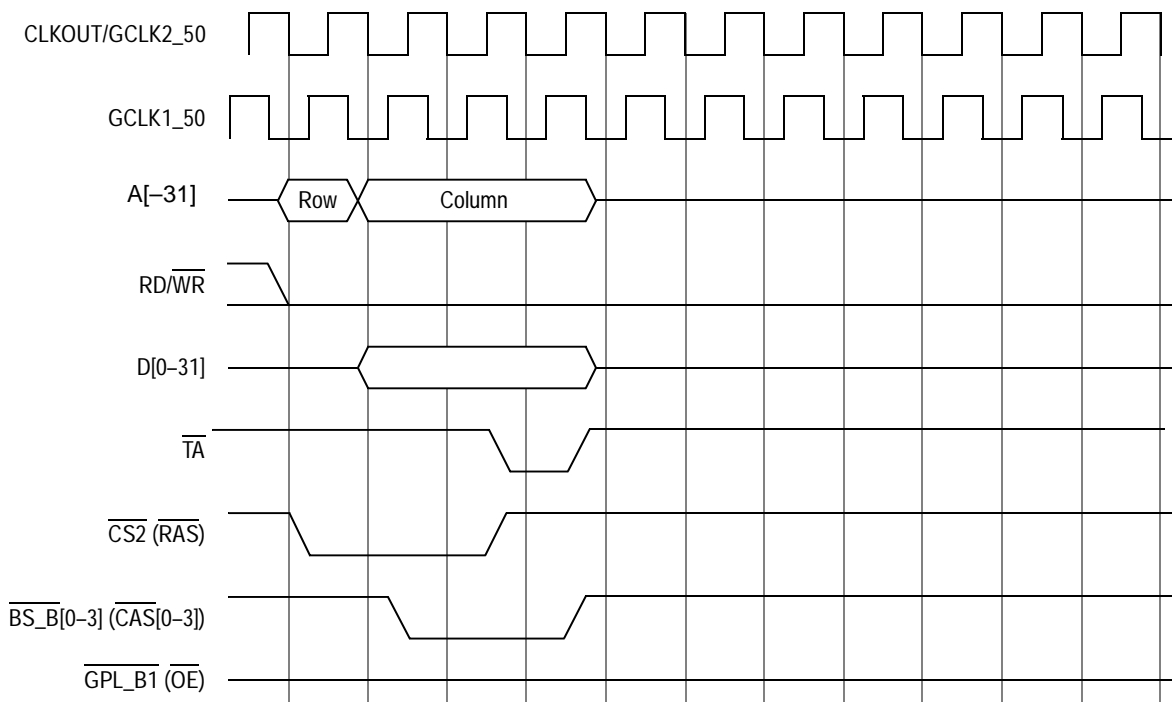 CLKOUT/GCLK2_50
GCLK1_50
A[–31]
Row
Column
RD/WR
D[0–31]
TA
CS2 (RAS)
BS_B[0–3] (CAS[0–3])
GPL_B1 (OE)